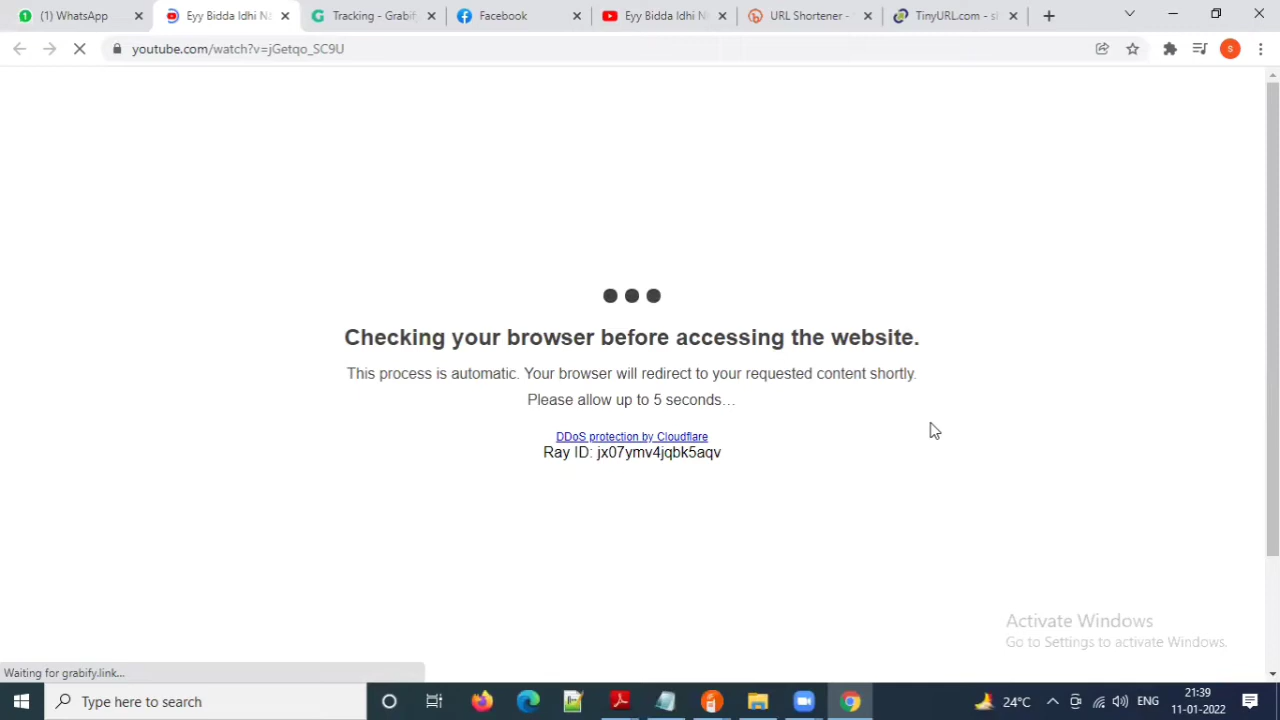 (1) WhatsApp
Eyy Bidda Idhi Na
Tracking - Grabify
Facebook
Eyy Bidda Idhi N
URL Shortener -
TinyURL.com - s
youtube.com/watch?v=jGetqo_SC9U
S
Checking your browser before accessing the website.
This process is automatic. Your browser will redirect to your requested content shortly.
Please allow up to 5 seconds…
DDoS protection by Cloudflare
Ray ID: jx07ymv4jqbk5aqv
Activate Windows
Go to Settings to activate Windows.
Waiting for grabify.link...
Type here to search
24°C
ENG
21:39
11-01-2022